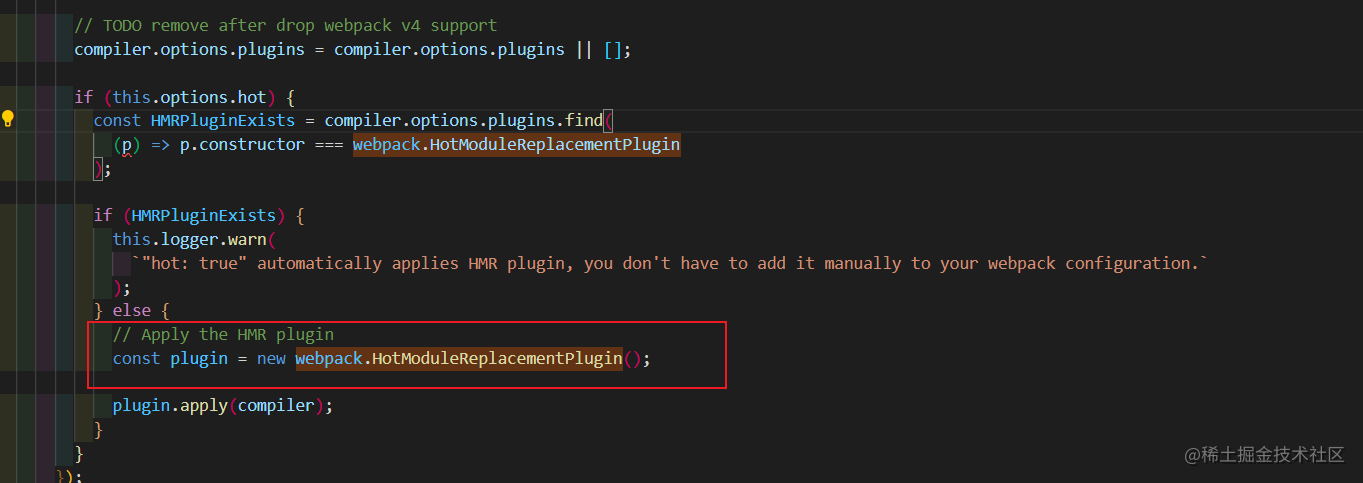 // TODO remove after drop webpack v4 support
compiler.options.plugins = compiler.options.plugins || [];
if (this.options.hot) {
const HMRPluginExists = compiler.options.plugins.find(
(p) => p.constructor === webpack.HotModuleReplacementPlugin
);
if (HMRPluginExists) {
this.logger.warn(
`"hot: true" automatically applies HMR plugin, you don't have to add it manually to your webpack configuration.`
);
} else {
// Apply the HMR plugin
const plugin = new webpack.HotModuleReplacementPlugin();
plugin.apply(compiler);
}
}
});
@稀土掘金技术社区